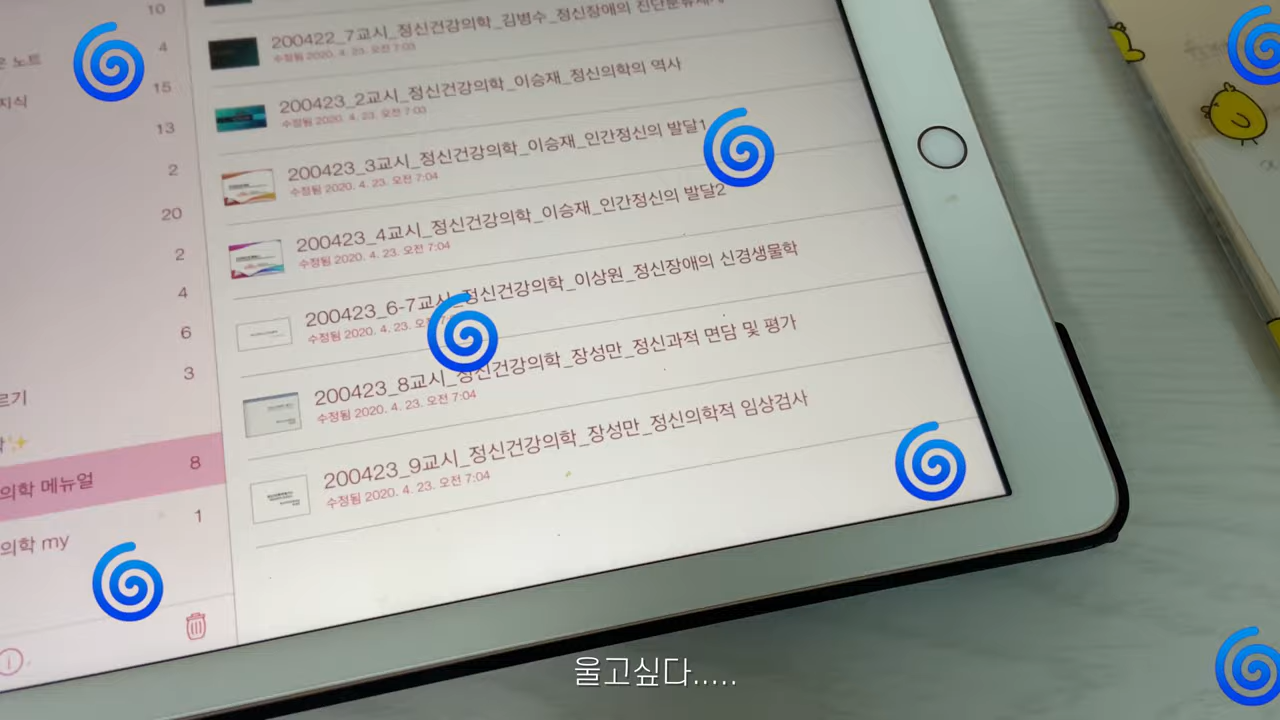 10
200422_7교시_정신건강의학_김병수_정신장애의 진단분류체계
수정됨 2020. 4. 23. 오전 7:03
노트
4
200423_2교시_정신건강의학_이승재_정신의학의 역사
수정됨 2020. 4. 23. 오전 7:03
지식
15
13
200423_3교시_정신건강의학_이승재_인간정신의 발달1
수정됨 2020. 4. 23. 오전 7:04
2
20
200423_4교시_정신건강의학_이승재_인간정신의 발달2
수정됨 2020. 4. 23. 오전 7:04
2
4
200423_6-7교시_정신건강의학_이상원_정신장애의 신경생물학
수정됨 2020. 4. 23. 오
6
3
200423_8교시_정신건강의학_장성만_정신과적 면담 및 평가
수정됨 2020. 4. 23. 오전 7:04
르기
200423_9교시_정신건강의학_장성만_정신의학적 임상검사
수정됨 2020. 4. 23. 오전 7:04
의학 메뉴얼
8
의학 my
1
울고싶다.....